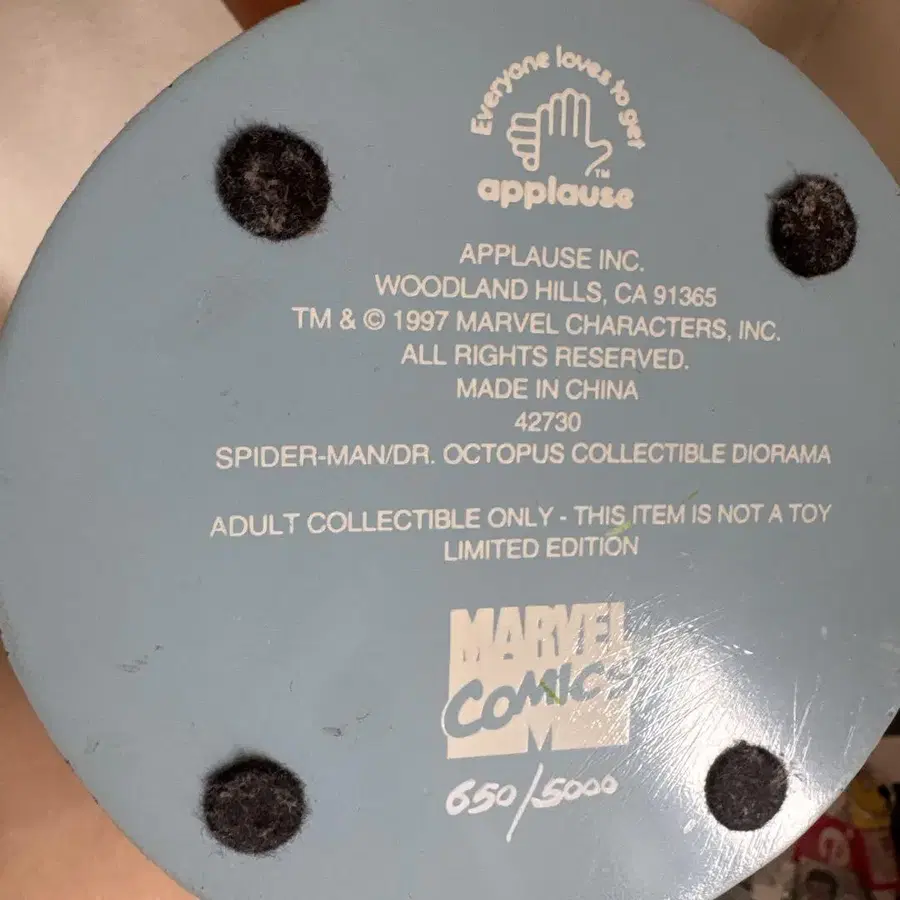 Everyone loves to get
TM
applause
APPLAUSE INC.
WOODLAND HILLS, CA 91365
TM & © 1997 MARVEL CHARACTERS, INC.
ALL RIGHTS RESERVED.
MADE IN CHINA
42730
SPIDER-MAN/DR. OCTOPUS COLLECTIBLE DIORAMA
ADULT COLLECTIBLE ONLY - THIS ITEM IS NOT A TOY
LIMITED EDITION
MARVEL
COMICS
M
650/5000